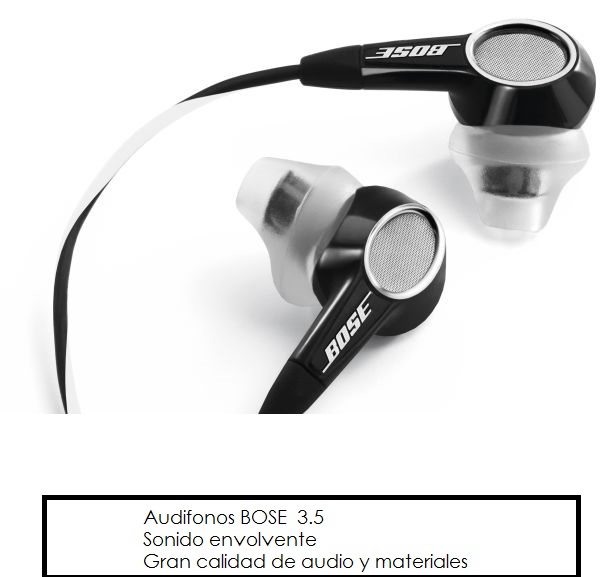 BOSE
BOSE
Audifonos BOSE  3.5
Sonido envolvente
Gran calidad de audio y materiales